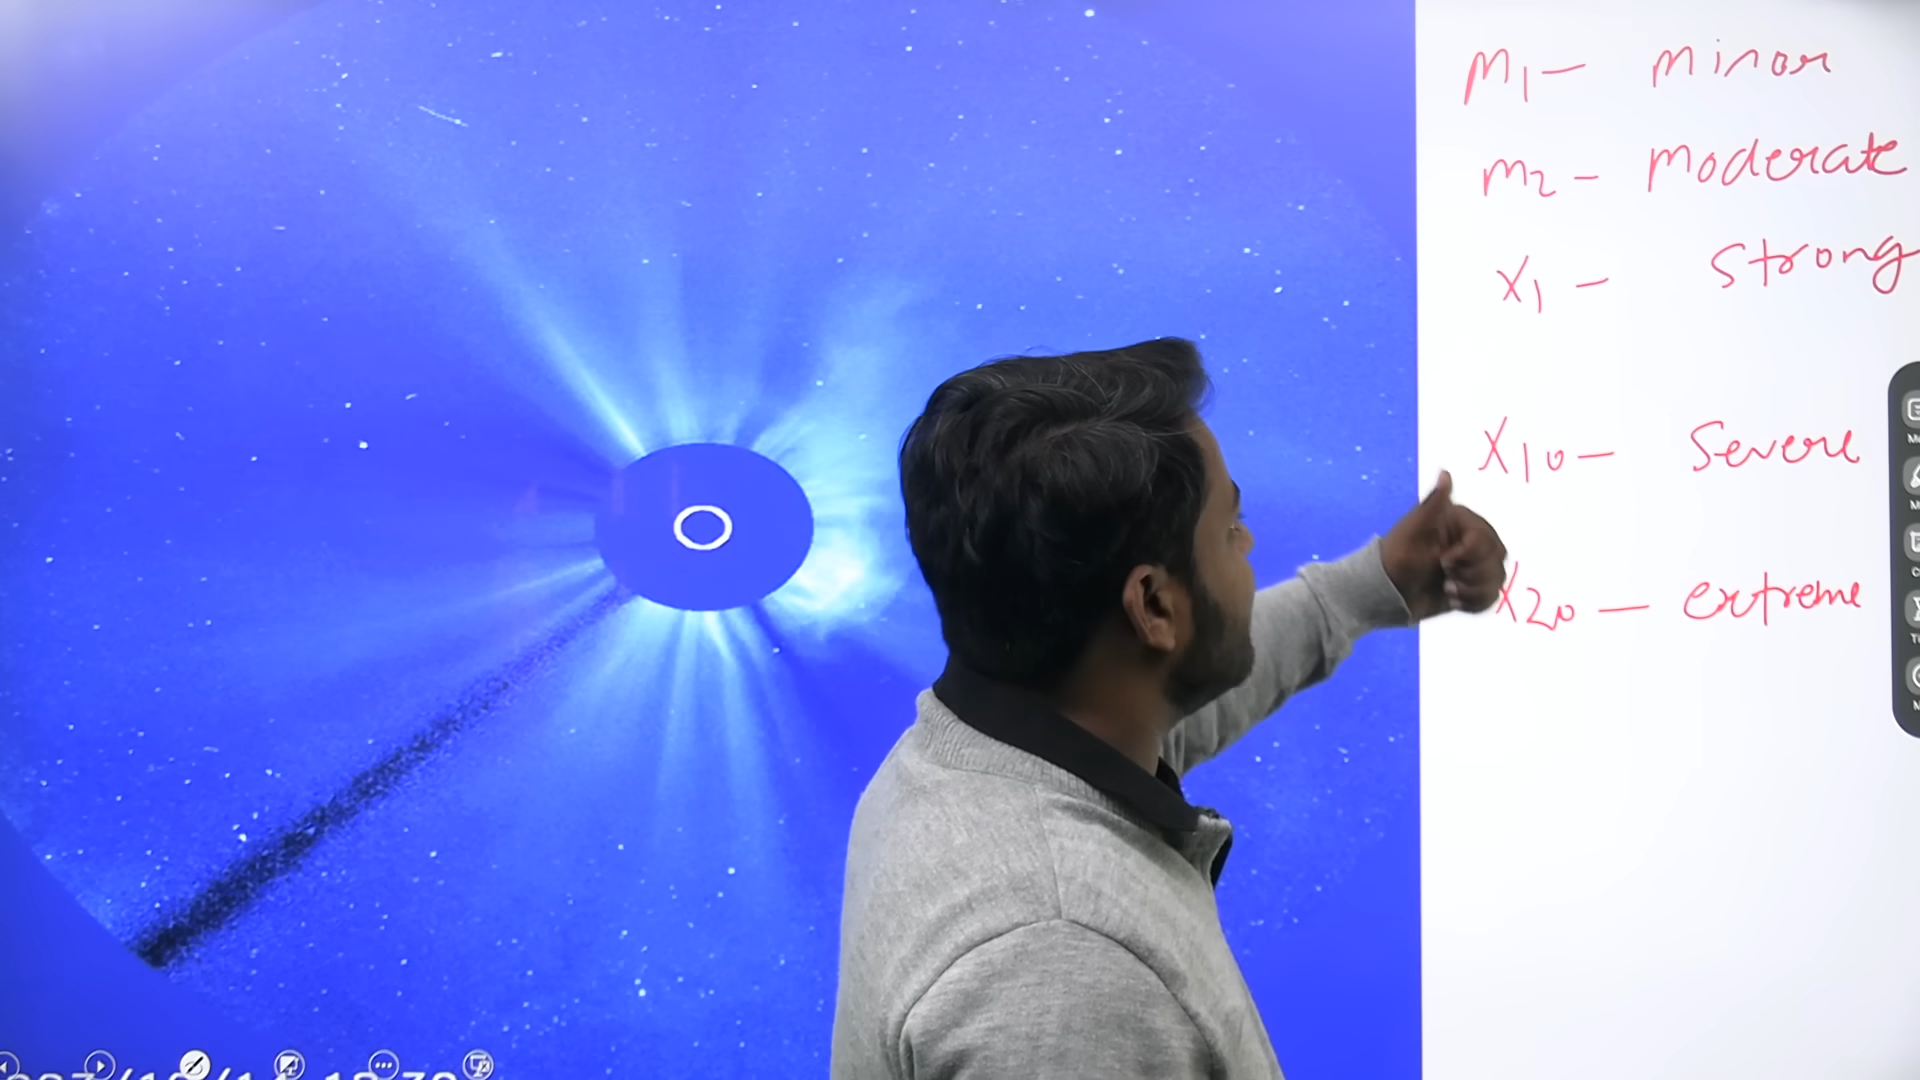 M1 - minor
M2 - Moderate
X1 - Strong
X10 - Severe
X20 - extreme